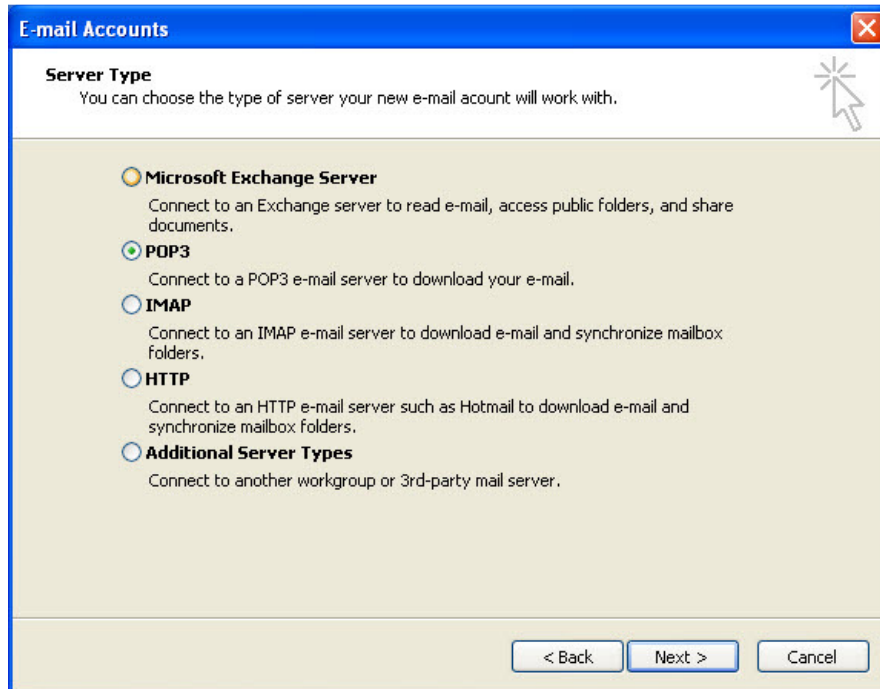 E-mail Accounts
Server Type
You can choose the type of server your new e-mail acount will work with.
Microsoft Exchange Server
Connect to an Exchange server to read e-mail, access public folders, and share
documents.
POP3
Connect to a POP3 e-mail server to download your e-mail.
IMAP
Connect to an IMAP e-mail server to download e-mail and synchronize mailbox
folders.
HTTP
Connect to an HTTP e-mail server such as Hotmail to download e-mail and
synchronize mailbox folders.
Additional Server Types
Connect to another workgroup or 3rd-party mail server.
< Back Next > Cancel